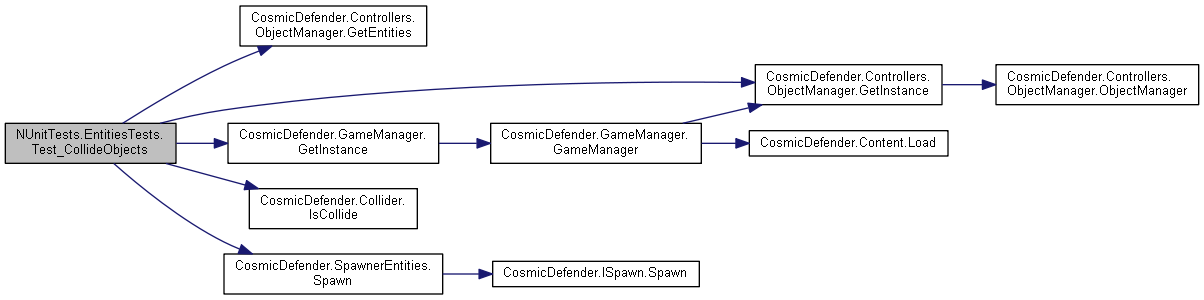 CosmicDefender.Controllers.
ObjectManager.GetEntities
CosmicDefender.Controllers.
ObjectManager.GetInstance
CosmicDefender.Controllers.
ObjectManager.ObjectManager
NUnitTests.EntitiesTests.
Test_CollideObjects
CosmicDefender.GameManager.
GetInstance
CosmicDefender.GameManager.
GameManager
CosmicDefender.Content.Load
CosmicDefender.Collider.
IsCollide
CosmicDefender.SpawnerEntities.
Spawn
CosmicDefender.ISpawn.Spawn